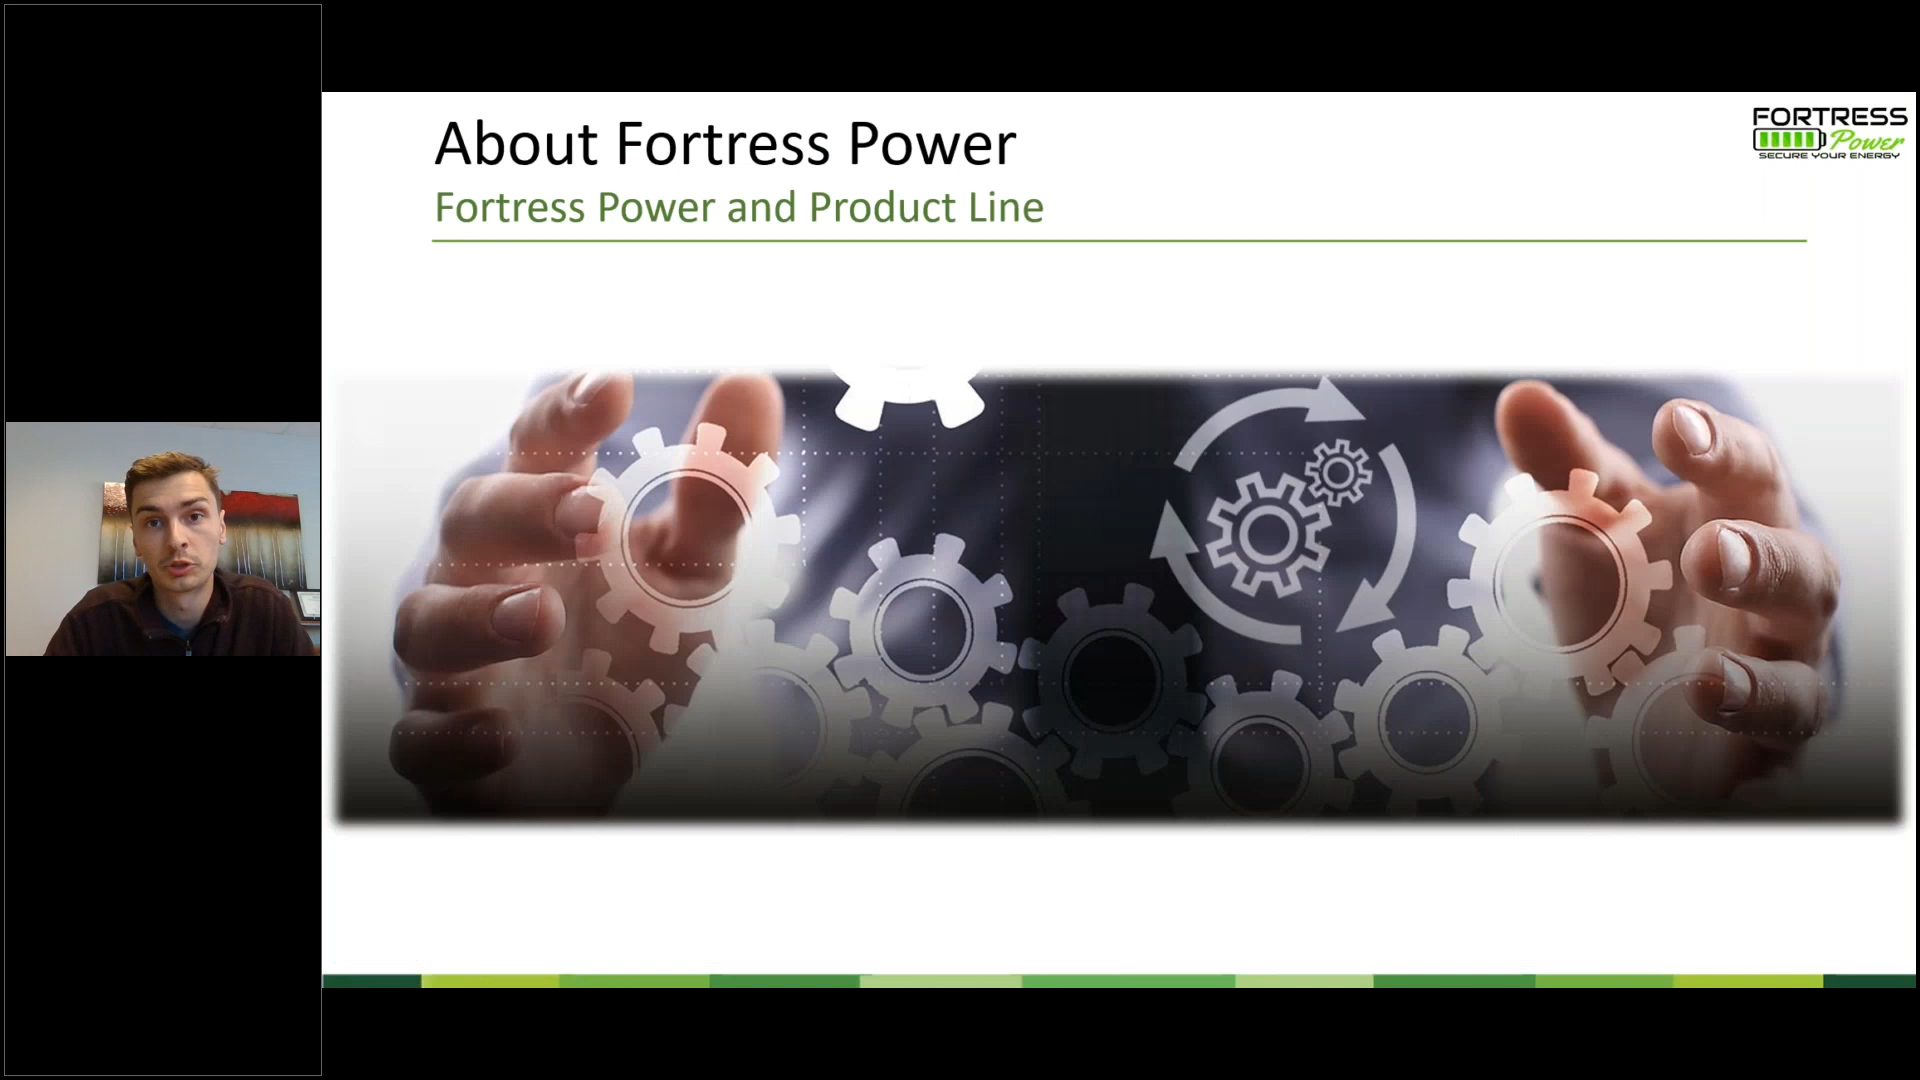 About Fortress Power
Fortress Power and Product Line
FORTRESS
Power
SECURE YOUR ENERGY